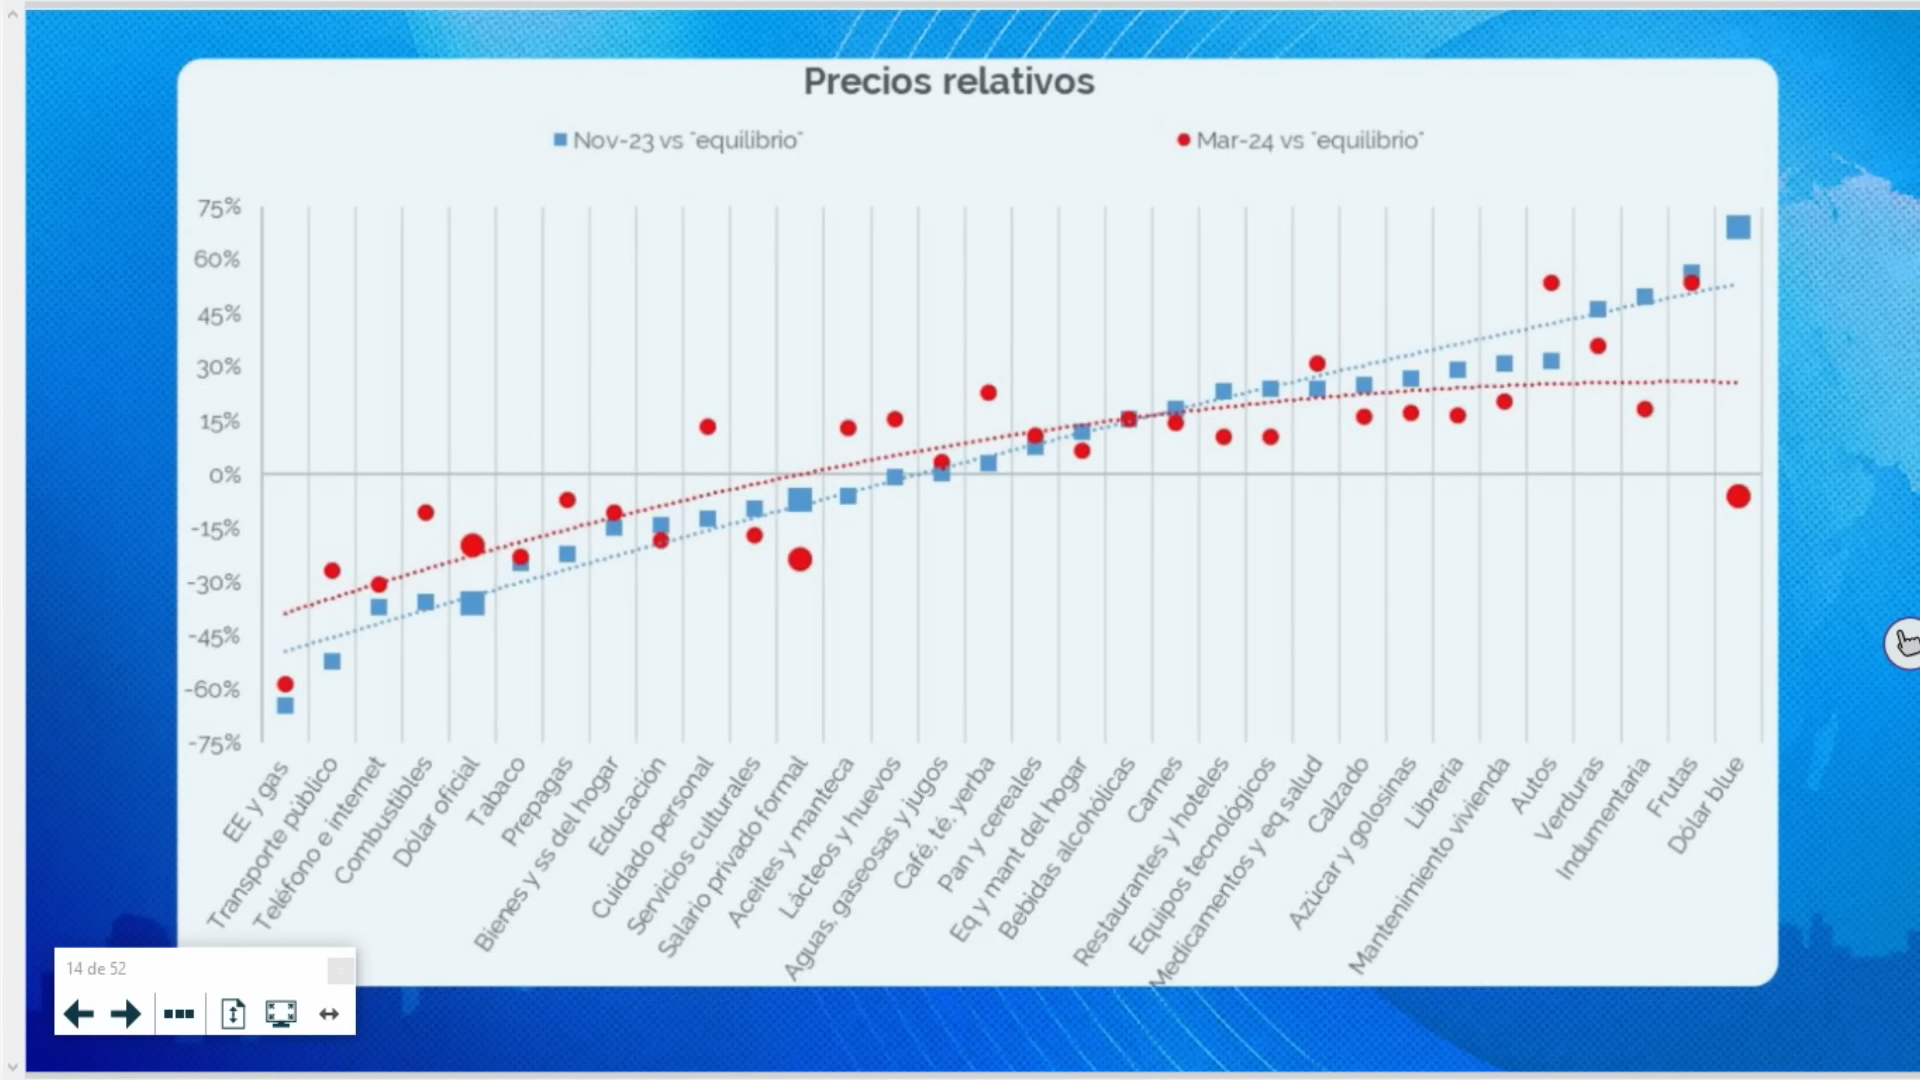 Precios relativos
Nov-23 vs "equilibrio"
Mar-24 vs "equilibrio"
75%
60%
45%
30%
15%
0%
-15%
-30%
-45%
-60%
-75%
EE y gas
Transporte público
Teléfono e internet
Combustibles
Dólar oficial
Tabaco
Prepagas
Bienes y ss del hogar
Educación
Cuidado personal
Servicios culturales
Salario privado formal
Aceites y manteca
Lácteos y huevos
Aguas, gaseosas y jugos
Café, té, yerba
Pan y cereales
Eq y mant del hogar
Bebidas alcohólicas
Carnes
Restaurantes y hoteles
Equipos tecnológicos
Medicamentos y eq salud
Calzado
Azúcar y golosinas
Librería
Mantenimiento vivienda
Autos
Verduras
Indumentaria
Frutas
Dólar blue
14 de 52